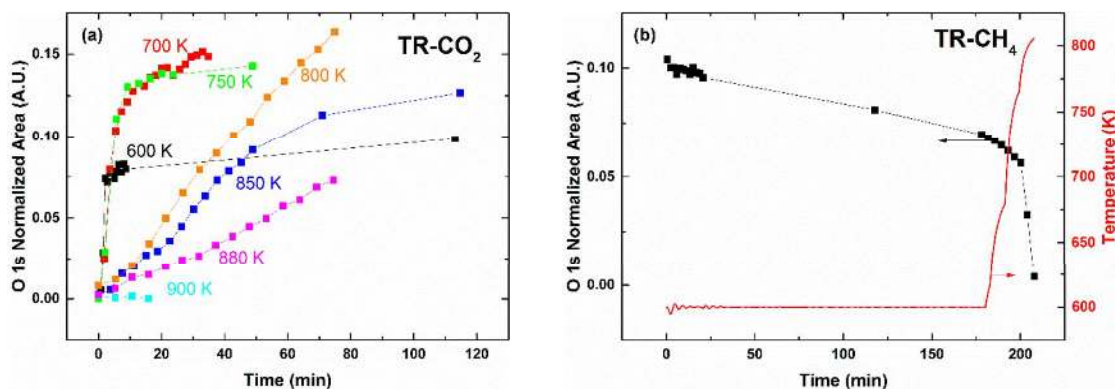 (a)
TR-CO₂
700 K
750 K
800 K
600 K
850 K
880 K
900 K
0.15
0.10
0.05
0.00
O 1s Normalized Area (A.U.)
0 20 40 60 80 100 120
Time (min)
(b)
TR-CH₄
0.10
0.05
0.00
O 1s Normalized Area (A.U.)
0 50 100 150 200
Time (min)
800
750
700
650
600
Temperature (K)